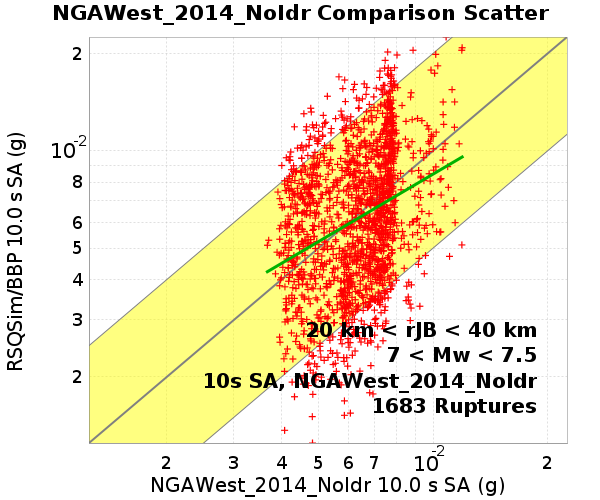 NGAWest_2014_NoIdr Comparison Scatter
RSQSim/BBP 10.0 s SA (g)
2
10-2
8
6
5
4
3
2
20 km < rJB < 40 km
7 < Mw < 7.5
10s SA, NGAWest_2014_NoIdr
1683 Ruptures
2 3 4 5 6 7 10-2 2
NGAWest_2014_NoIdr 10.0 s SA (g)